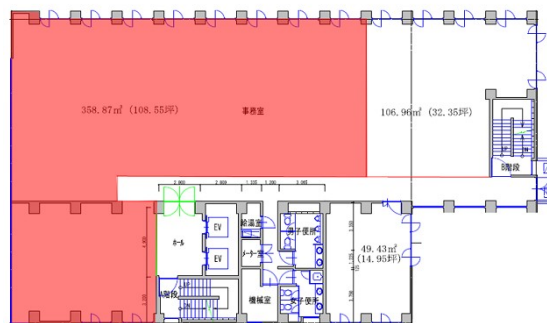 358.87㎡(108.55坪)
事務室
106.96㎡(32.35坪)
B階段
ホール
EV
EV
給湯室
メーター室
男子便所
49.43㎡
(14.95坪)
A階段
機械室
女子便所